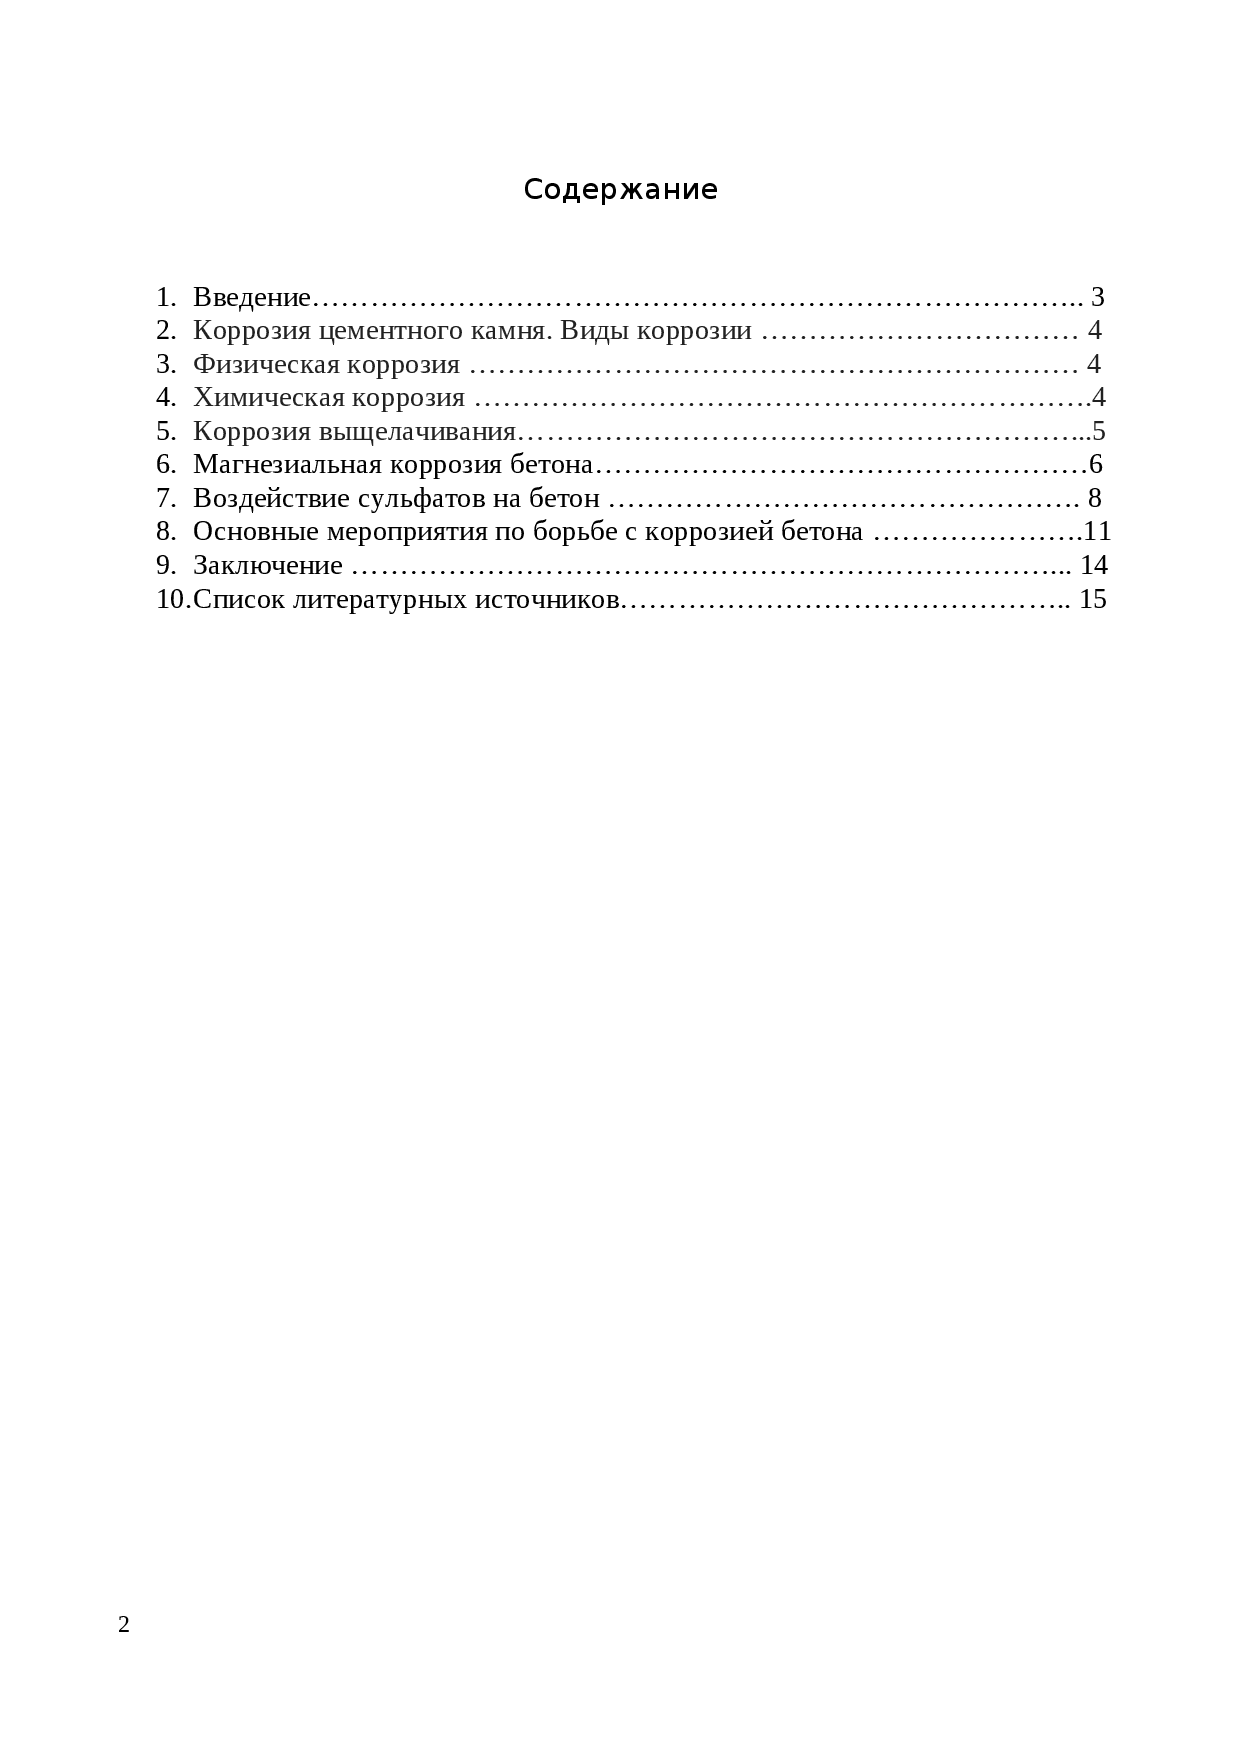 Содержание
1. Введение…………………………………………………………………….. 3
2. Коррозия цементного камня. Виды коррозии …………………………… 4
3. Физическая коррозия ……………………………………………………… 4
4. Химическая коррозия ……………………………………………………….4
5. Коррозия выщелачивания…………………………………………………...5
6. Магнезиальная коррозия бетона……………………………………………6
7. Воздействие сульфатов на бетон …………………………………………. 8
8. Основные мероприятия по борьбе с коррозией бетона ………………….11
9. Заключение ………………………………………………………………... 14
10.Список литературных источников……………………………………….. 15
2